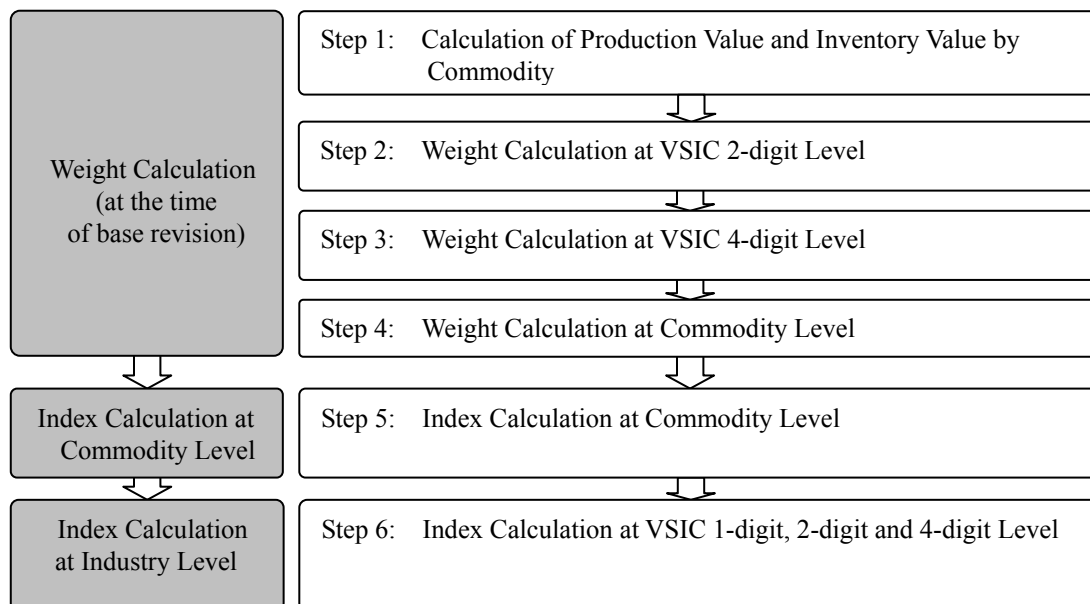 Weight Calculation
(at the time
of base revision)
Step 1: Calculation of Production Value and Inventory Value by
Commodity
Step 2: Weight Calculation at VSIC 2-digit Level
Step 3: Weight Calculation at VSIC 4-digit Level
Step 4: Weight Calculation at Commodity Level
Index Calculation at
Commodity Level
Step 5: Index Calculation at Commodity Level
Index Calculation
at Industry Level
Step 6: Index Calculation at VSIC 1-digit, 2-digit and 4-digit Level